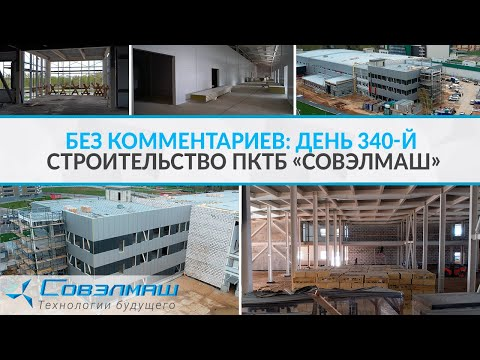 БЕЗ КОММЕНТАРИЕВ: ДЕНЬ 340-Й
СТРОИТЕЛЬСТВО ПКТБ «СОВЭЛМАШ»
СОВЭЛМАШ
Технологии будущего